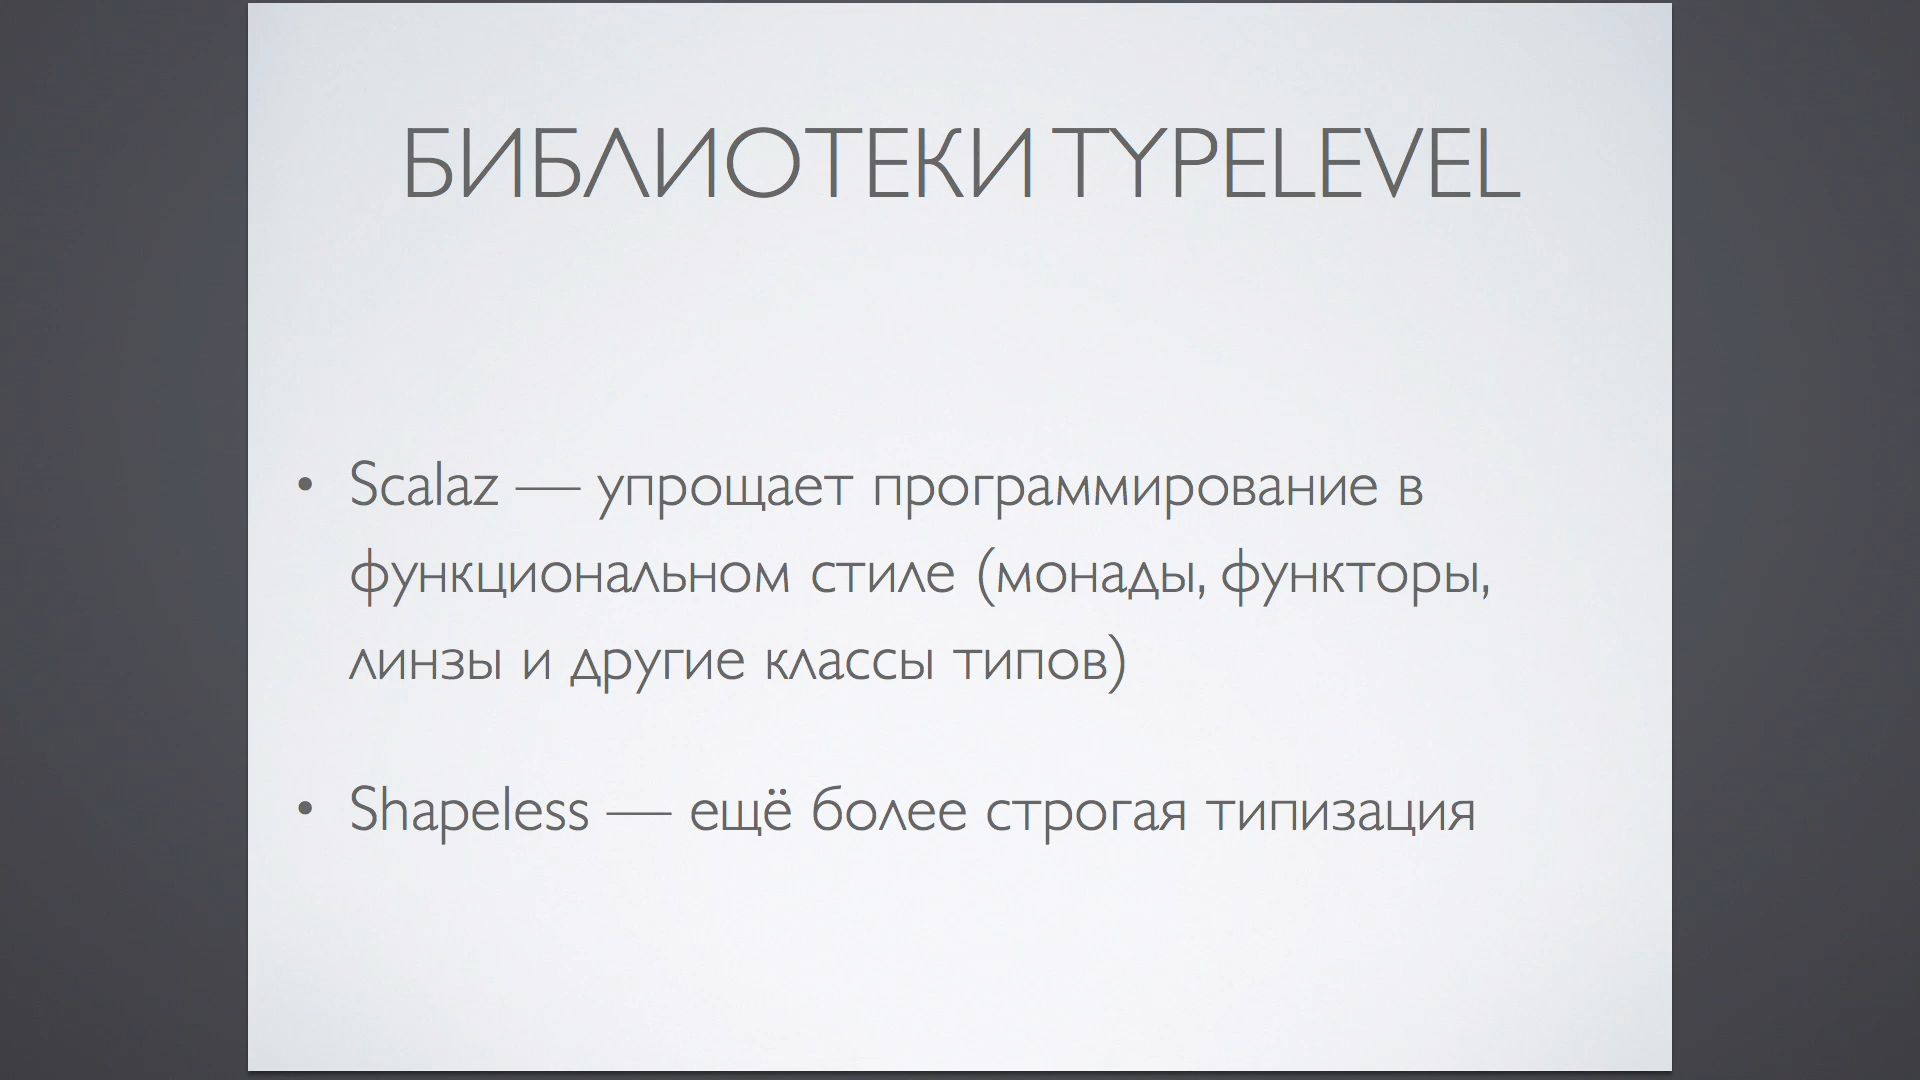 БИБЛИОТЕКИ TYPELEVEL
• Scalaz — упрощает программирование в
функциональном стиле (монады, функторы,
линзы и другие классы типов)
• Shapeless — ещё более строгая типизация